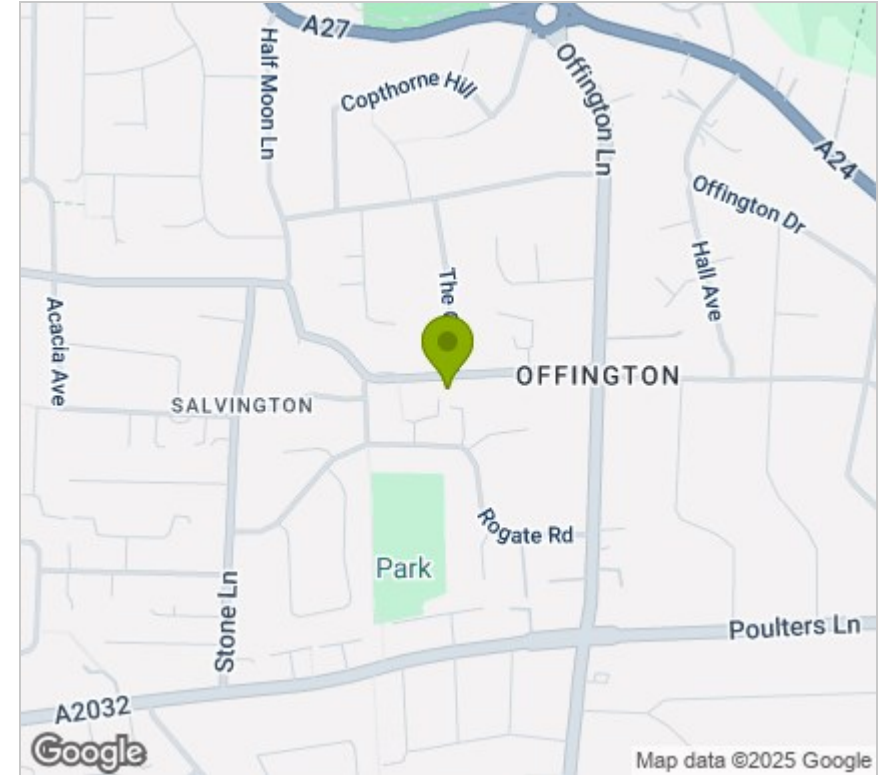 A27
Half Moon Ln
Copthorne Hill
Offington Ln
A24
Offington Dr
Hall Ave
The
Acacia Ave
OFFINGTON
SALVINGTON
Rogate Rd
Park
Stone Ln
Poulters Ln
A2032
Google
Map data ©2025 Google